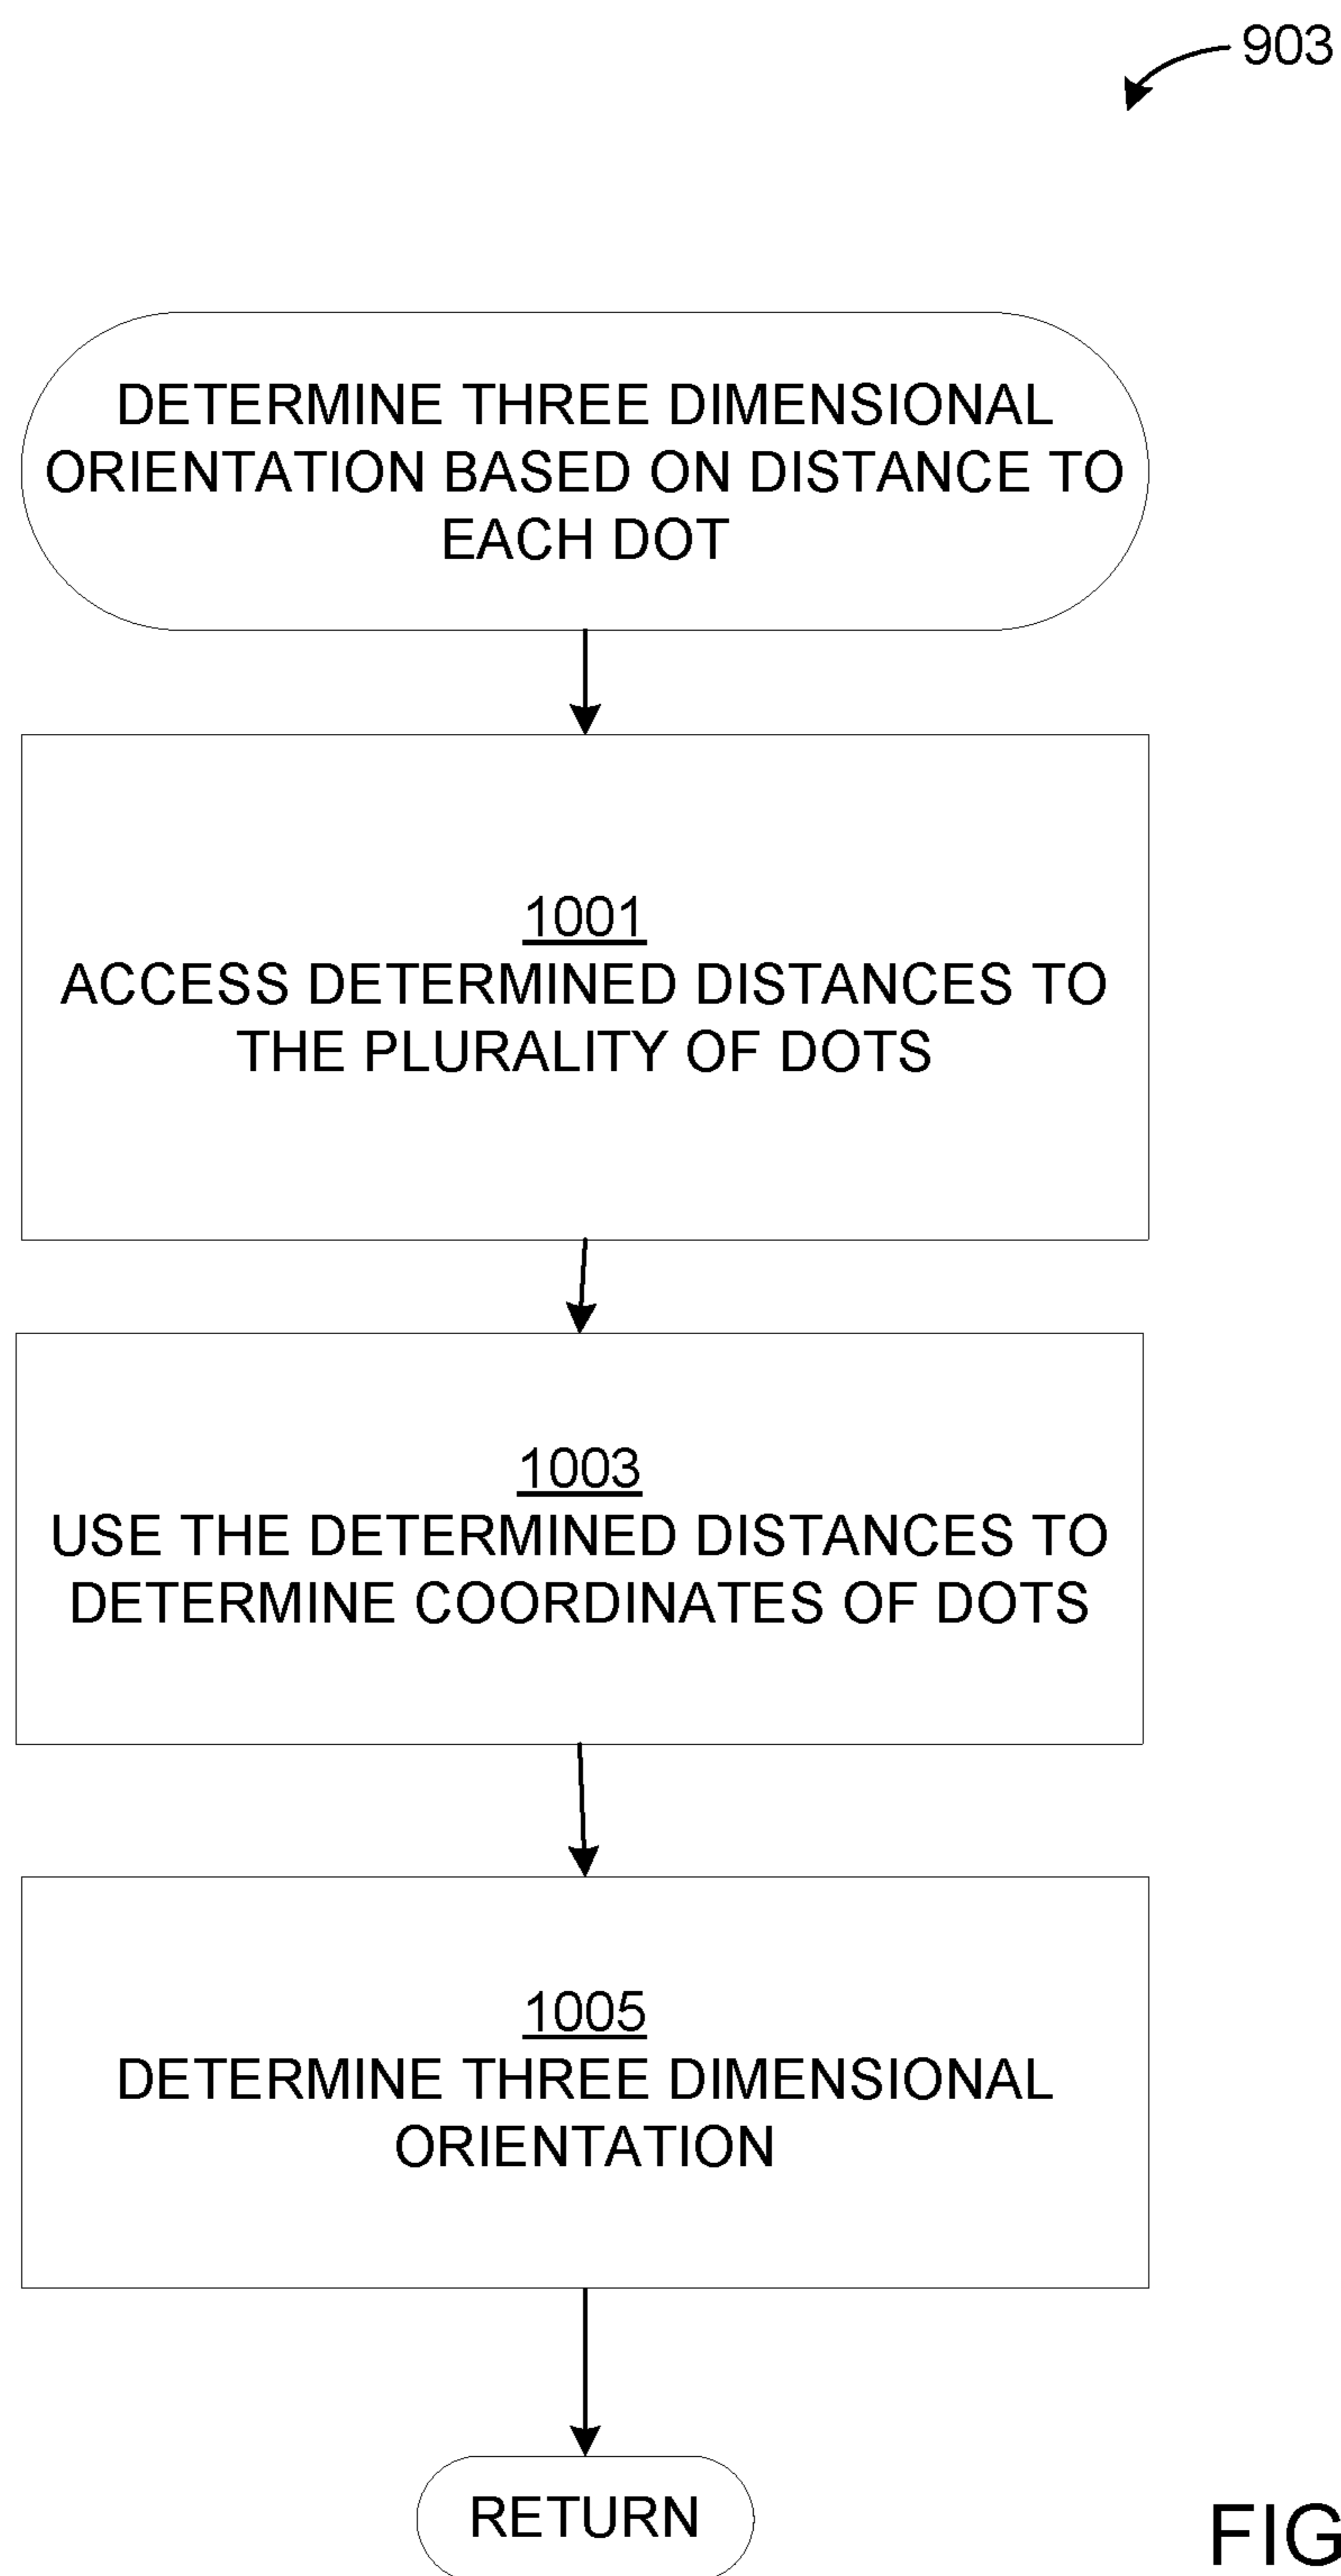 903
DETERMINE THREE DIMENSIONAL
ORIENTATION BASED ON DISTANCE TO
EACH DOT
1001
ACCESS DETERMINED DISTANCES TO
THE PLURALITY OF DOTS
1003
USE THE DETERMINED DISTANCES TO
DETERMINE COORDINATES OF DOTS
1005
DETERMINE THREE DIMENSIONAL
ORIENTATION
RETURN
FIG